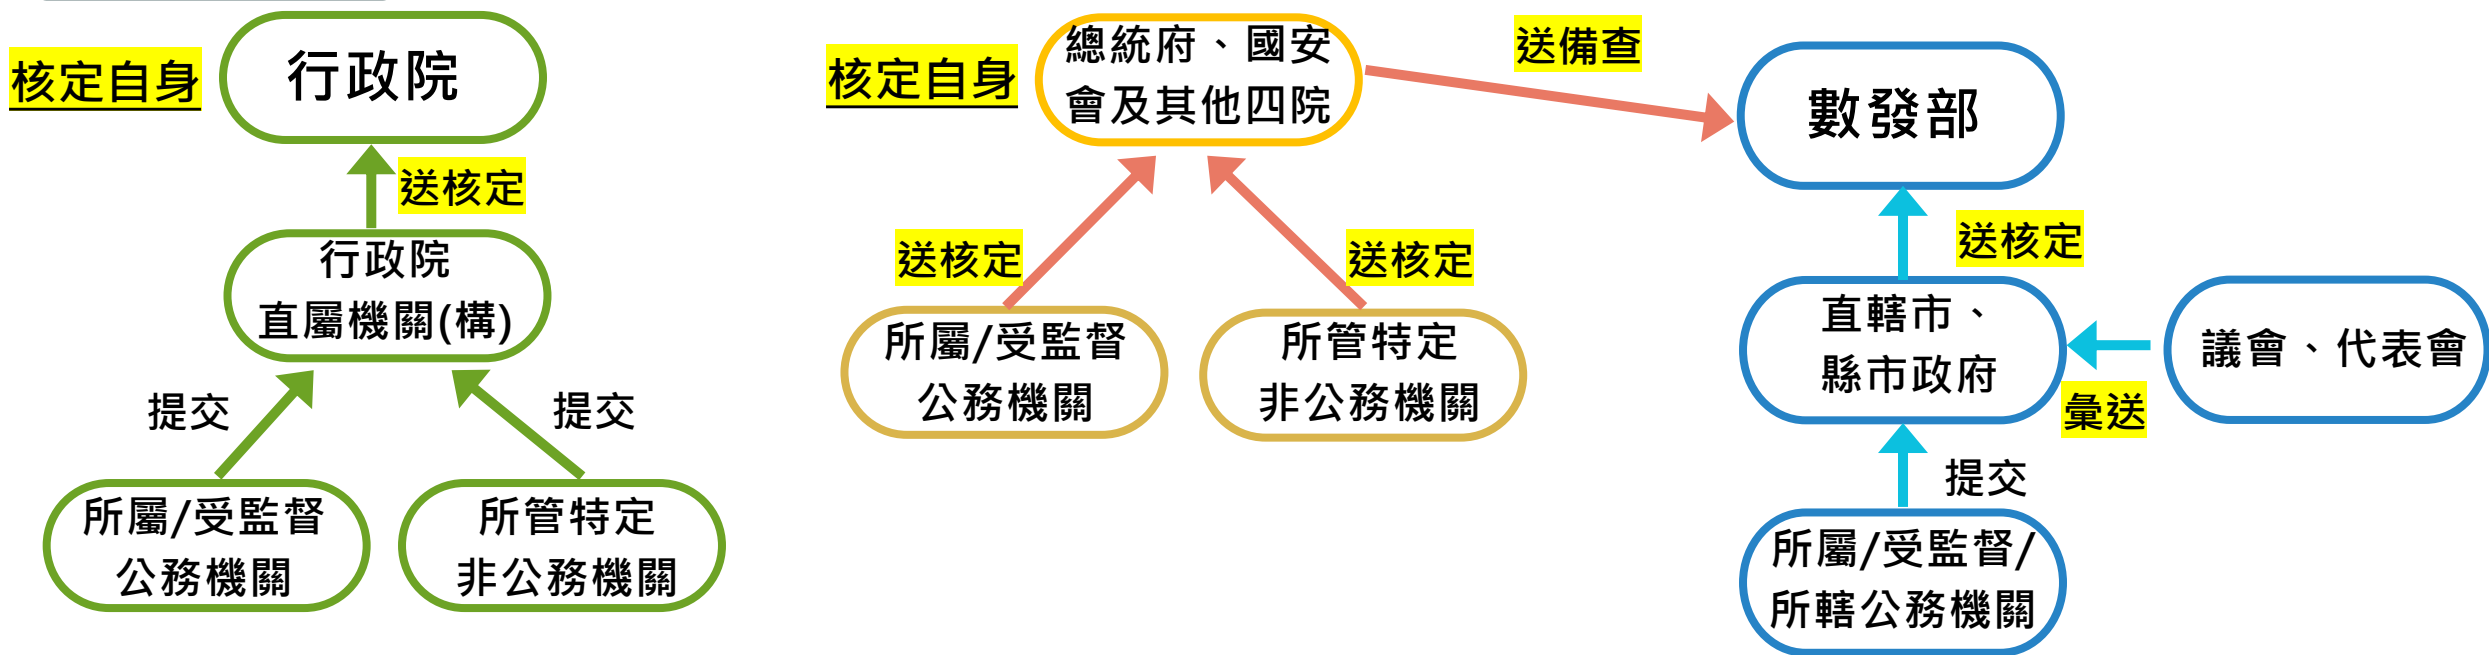 核定自身
行政院
送核定
行政院
直屬機關(構)
提交
提交
所屬/受監督
公務機關
所管特定
非公務機關
核定自身
總統府、國安
會及其他四院
送備查
送核定
送核定
所屬/受監督
公務機關
所管特定
非公務機關
數發部
送核定
直轄市、
縣市政府
議會、代表會
彙送
提交
所屬/受監督/
所轄公務機關